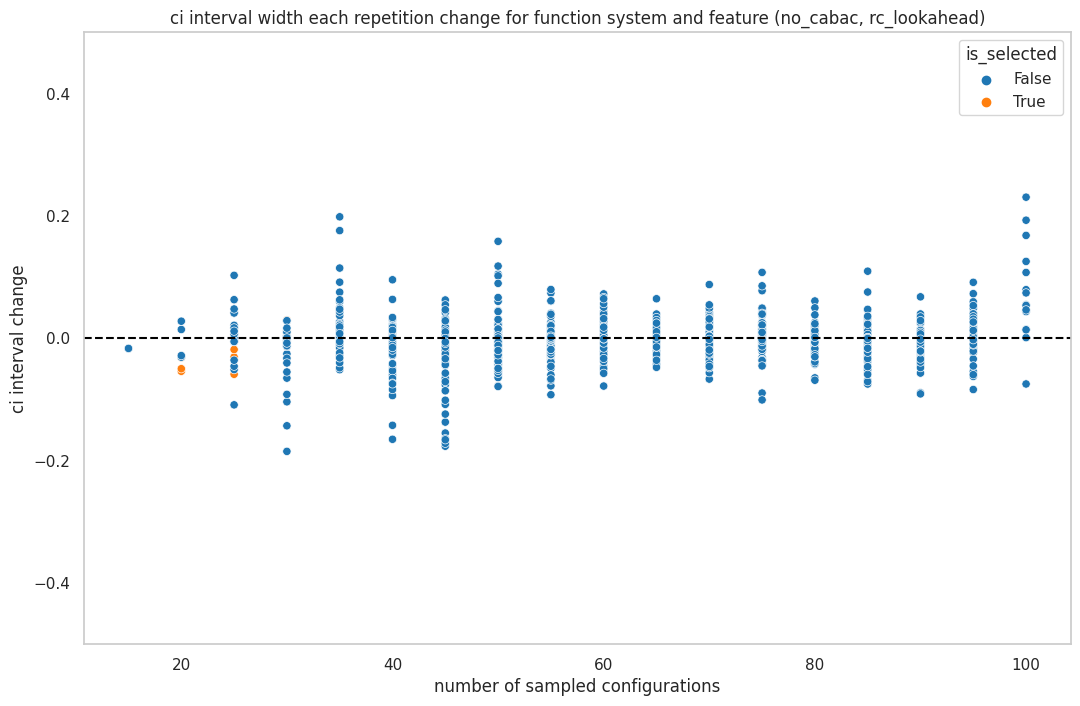 ci interval width each repetition change for function system and feature (no_cabac, rc_lookahead)
is_selected
False
True
0.4
0.2
0.0
−0.2
−0.4
ci interval change
20
40
60
80
100
number of sampled configurations